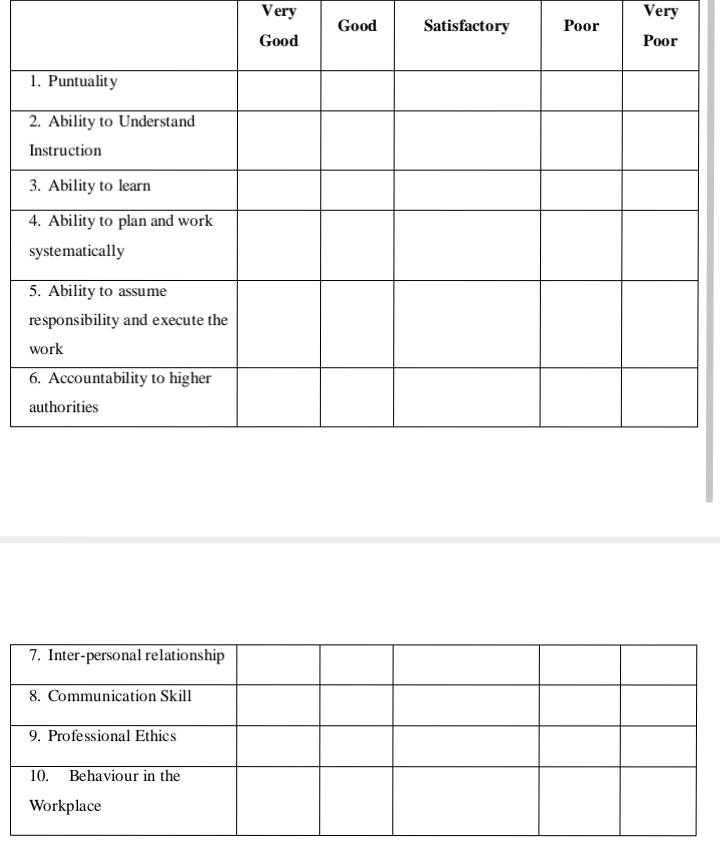 Very
Good
Good
Satisfactory
Poor
Very
Poor
1. Puntuality
2. Ability to Understand
Instruction
3. Ability to learn
4. Ability to plan and work
systematically
5. Ability to assume
responsibility and execute the
work
6. Accountability to higher
authorities
7. Inter-personal relationship
8. Communication Skill
9. Professional Ethics
10. Behaviour in the
Workplace